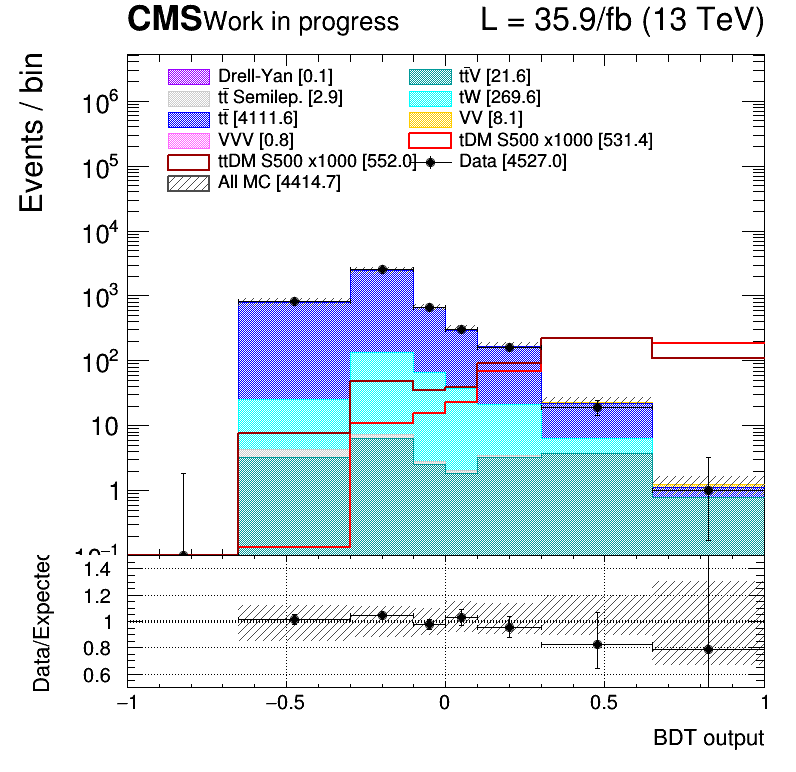 CMS Work in progress L = 35.9/fb (13 TeV)
Events / bin
Drell-Yan [0.1] tt̄V [21.6]
tt̄ Semilep. [2.9] tW [269.6]
tt̄ [4111.6] VV [8.1]
VVV [0.8] tDM S500 x1000 [531.4]
ttDM S500 x1000 [552.0] Data [4527.0]
All MC [4414.7]
10⁶
10⁵
10⁴
10³
10²
10
1
10⁻¹
Data/Expected
1.4
1.2
1
0.8
0.6
−1 −0.5 0 0.5 1
BDT output